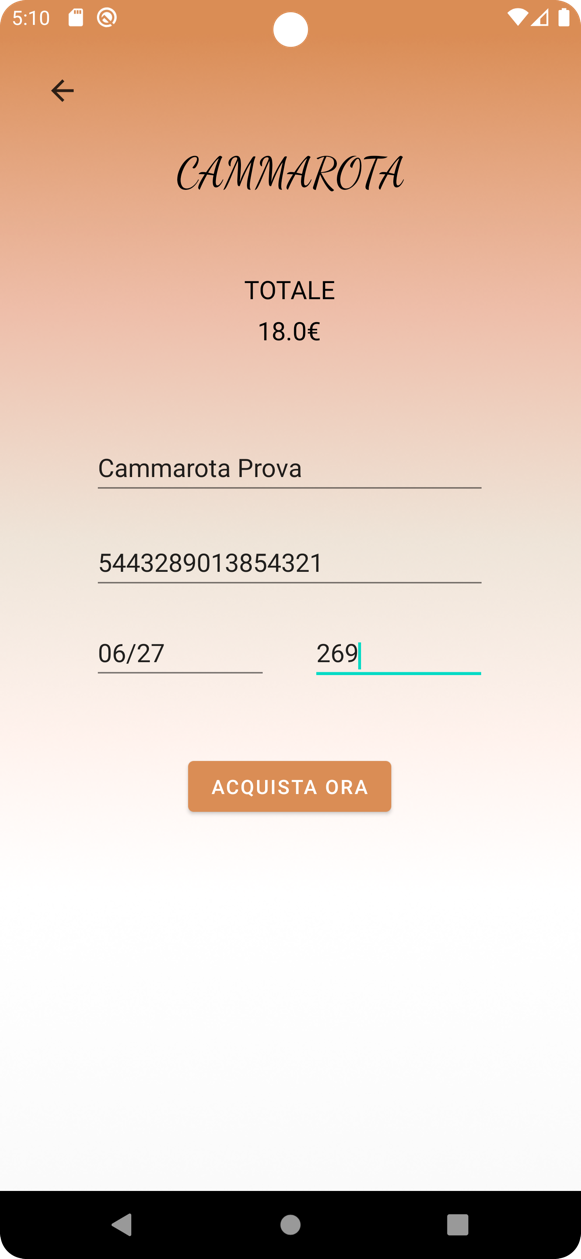 5:10
CAMMAROTA
TOTALE
18.0€
Cammarota Prova
5443289013854321
06/27 269
ACQUISTA ORA